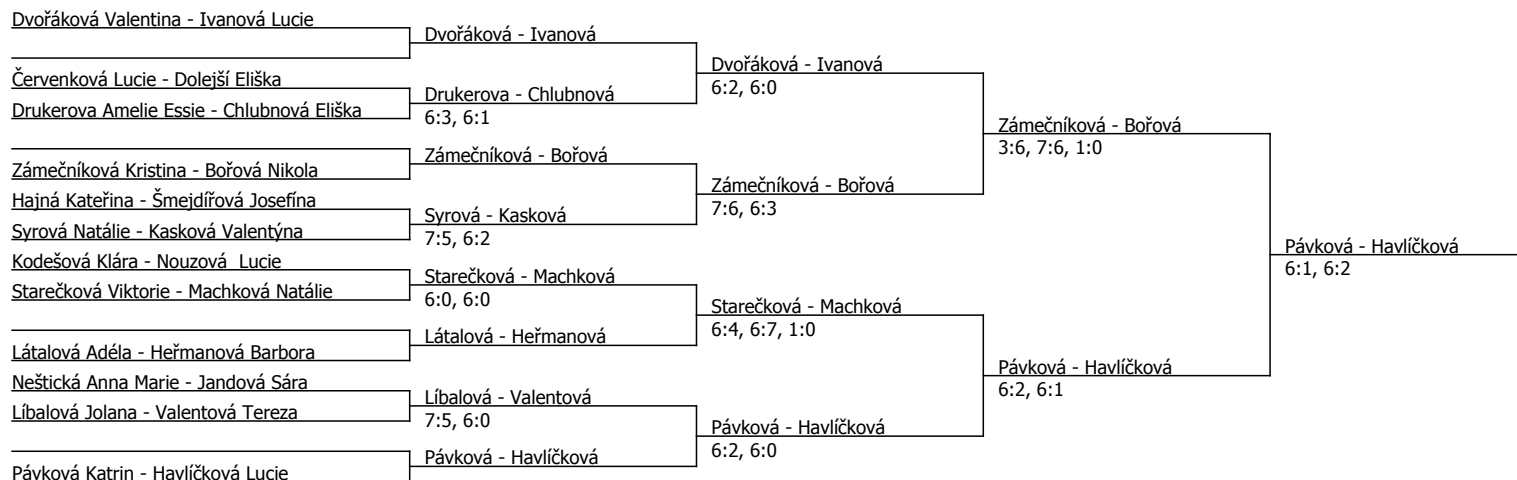 Dvořáková Valentina - Ivanová Lucie
Dvořáková - Ivanová
Dvořáková - Ivanová
6:2, 6:0
Červenková Lucie - Dolejší Eliška
Drukerova - Chlubnová
6:3, 6:1
Drukerova Amelie Essie - Chlubnová Eliška
Zámečníková - Bořová
3:6, 7:6, 1:0
Zámečníková - Bořová
Zámečníková Kristina - Bořová Nikola
Zámečníková - Bořová
7:6, 6:3
Hajná Kateřina - Šmejdířová Josefína
Syrová - Kasková
7:5, 6:2
Syrová Natálie - Kasková Valentýna
Pávková - Havlíčková
6:1, 6:2
Kodešová Klára - Nouzová  Lucie
Starečková - Machková
6:0, 6:0
Starečková Viktorie - Machková Natálie
Starečková - Machková
6:4, 6:7, 1:0
Látalová - Heřmanová
Látalová Adéla - Heřmanová Barbora
Pávková - Havlíčková
6:2, 6:1
Neštická Anna Marie - Jandová Sára
Líbalová - Valentová
7:5, 6:0
Líbalová Jolana - Valentová Tereza
Pávková - Havlíčková
6:2, 6:0
Pávková - Havlíčková
Pávková Katrin - Havlíčková Lucie